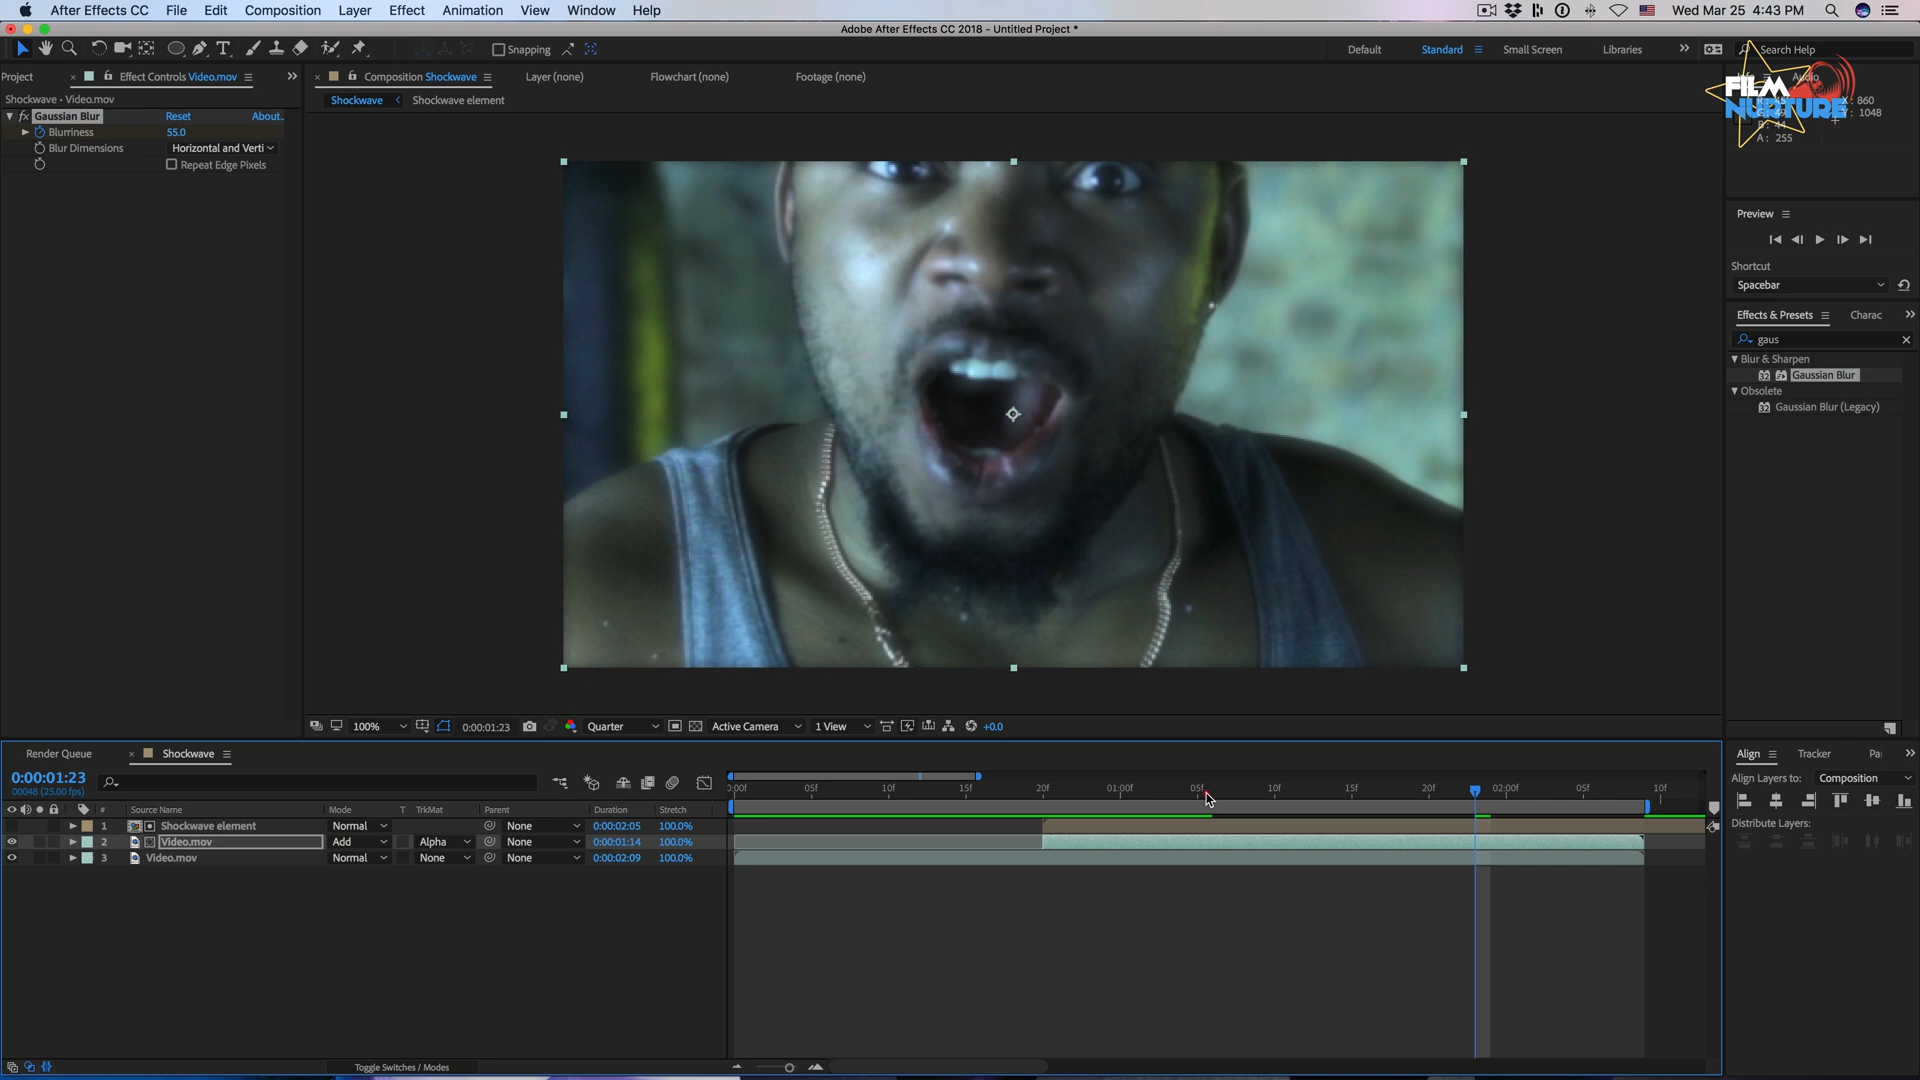 After Effects CC File Edit Composition Layer Effect Animation View Window Help Wed Mar 25 4:43 PM
Adobe After Effects CC 2018 - Untitled Project *
Snapping Default Standard Small Screen Libraries Search Help
Project Effect Controls Video.mov Composition Shockwave Layer (none) Flowchart (none) Footage (none) Audio
FILM
NURTURE
Shockwave • Video.mov Shockwave Shockwave element X: 860
Y: 1048
A: 255
fx Gaussian Blur Reset About..
Blurriness 55.0
Blur Dimensions Horizontal and Verti
Repeat Edge Pixels
Preview
Shortcut
Spacebar
Effects & Presets Charac
gaus
Blur & Sharpen
32 Gaussian Blur
Obsolete
32 Gaussian Blur (Legacy)
100% 0:00:01:23 Quarter Active Camera 1 View +0.0
Render Queue Shockwave Align Tracker Pa
0:00:01:23
00048 (25.00 fps)
Align Layers to: Composition
:00f 05f 10f 15f 20f 01:00f 05f 10f 15f 20f 02:00f 05f 10f
# Source Name Mode T TrkMat Parent Duration Stretch
1 Shockwave element Normal None 0:00:02:05 100.0%
2 Video.mov Add Alpha None 0:00:01:14 100.0%
3 Video.mov Normal None None 0:00:02:09 100.0%
Distribute Layers:
Toggle Switches / Modes